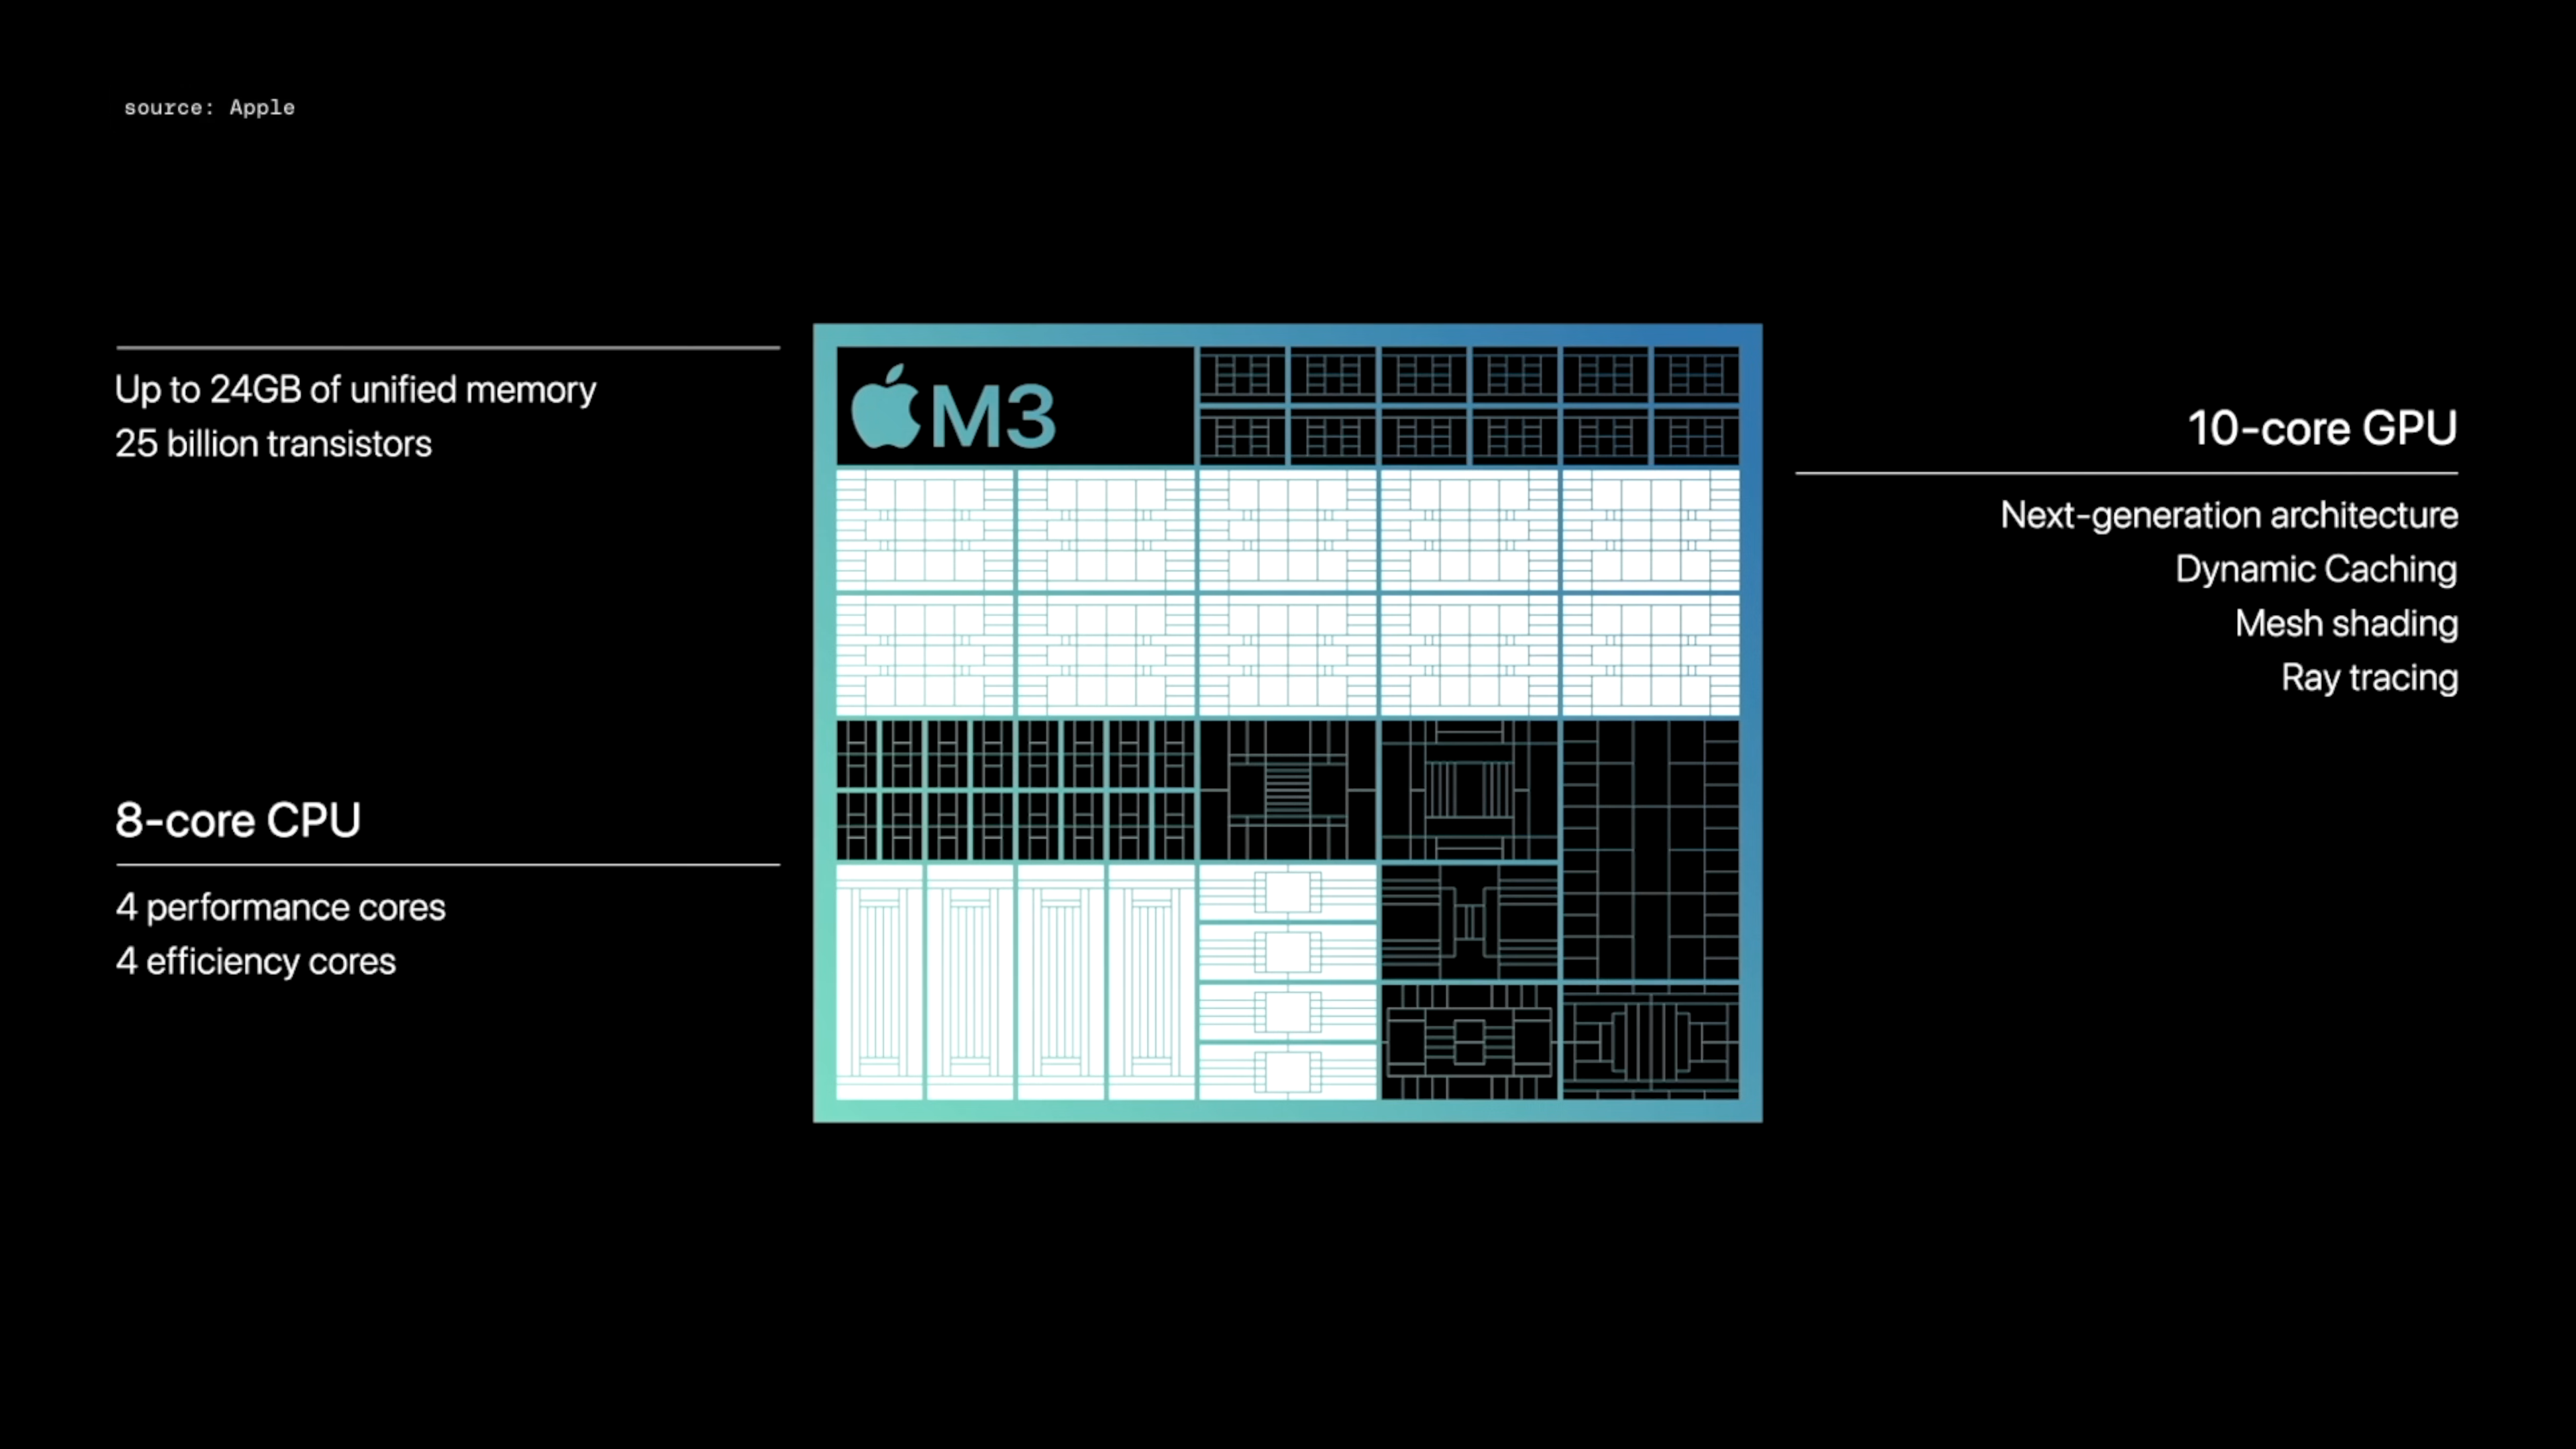 source: Apple
Up to 24GB of unified memory
25 billion transistors
8-core CPU
4 performance cores
4 efficiency cores
M3
10-core GPU
Next-generation architecture
Dynamic Caching
Mesh shading
Ray tracing